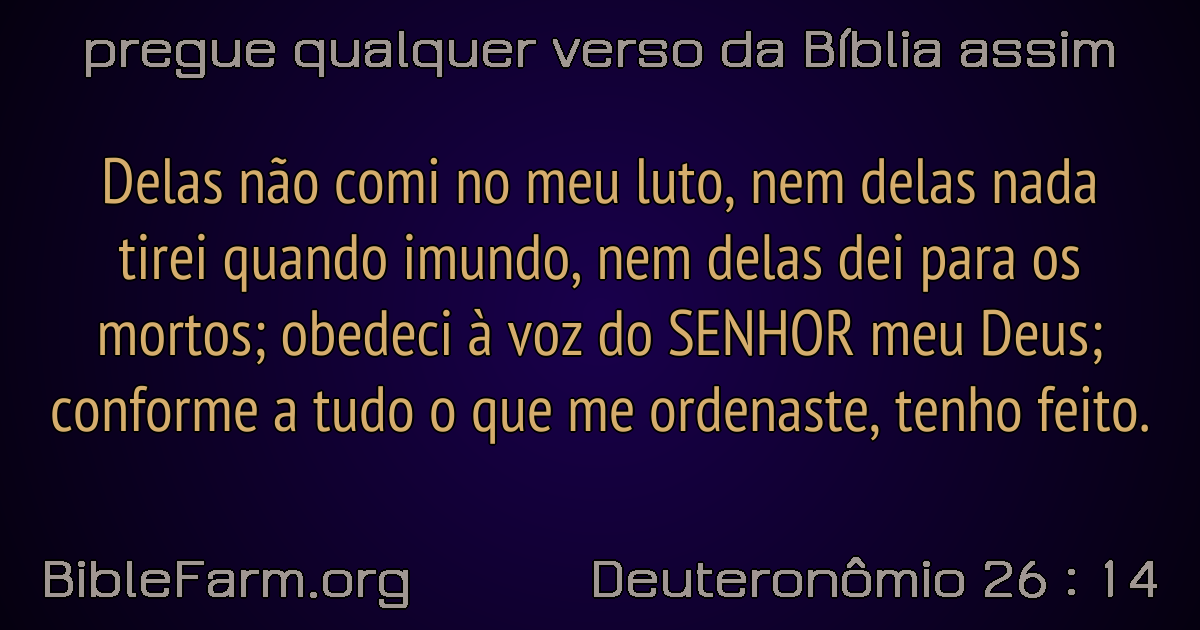 pregue qualquer verso da Bíblia assim
Delas não comi no meu luto, nem delas nada
tirei quando imundo, nem delas dei para os
mortos; obedeci à voz do SENHOR meu Deus;
conforme a tudo o que me ordenaste, tenho feito.
BibleFarm.org
Deuteronômio 26 : 14